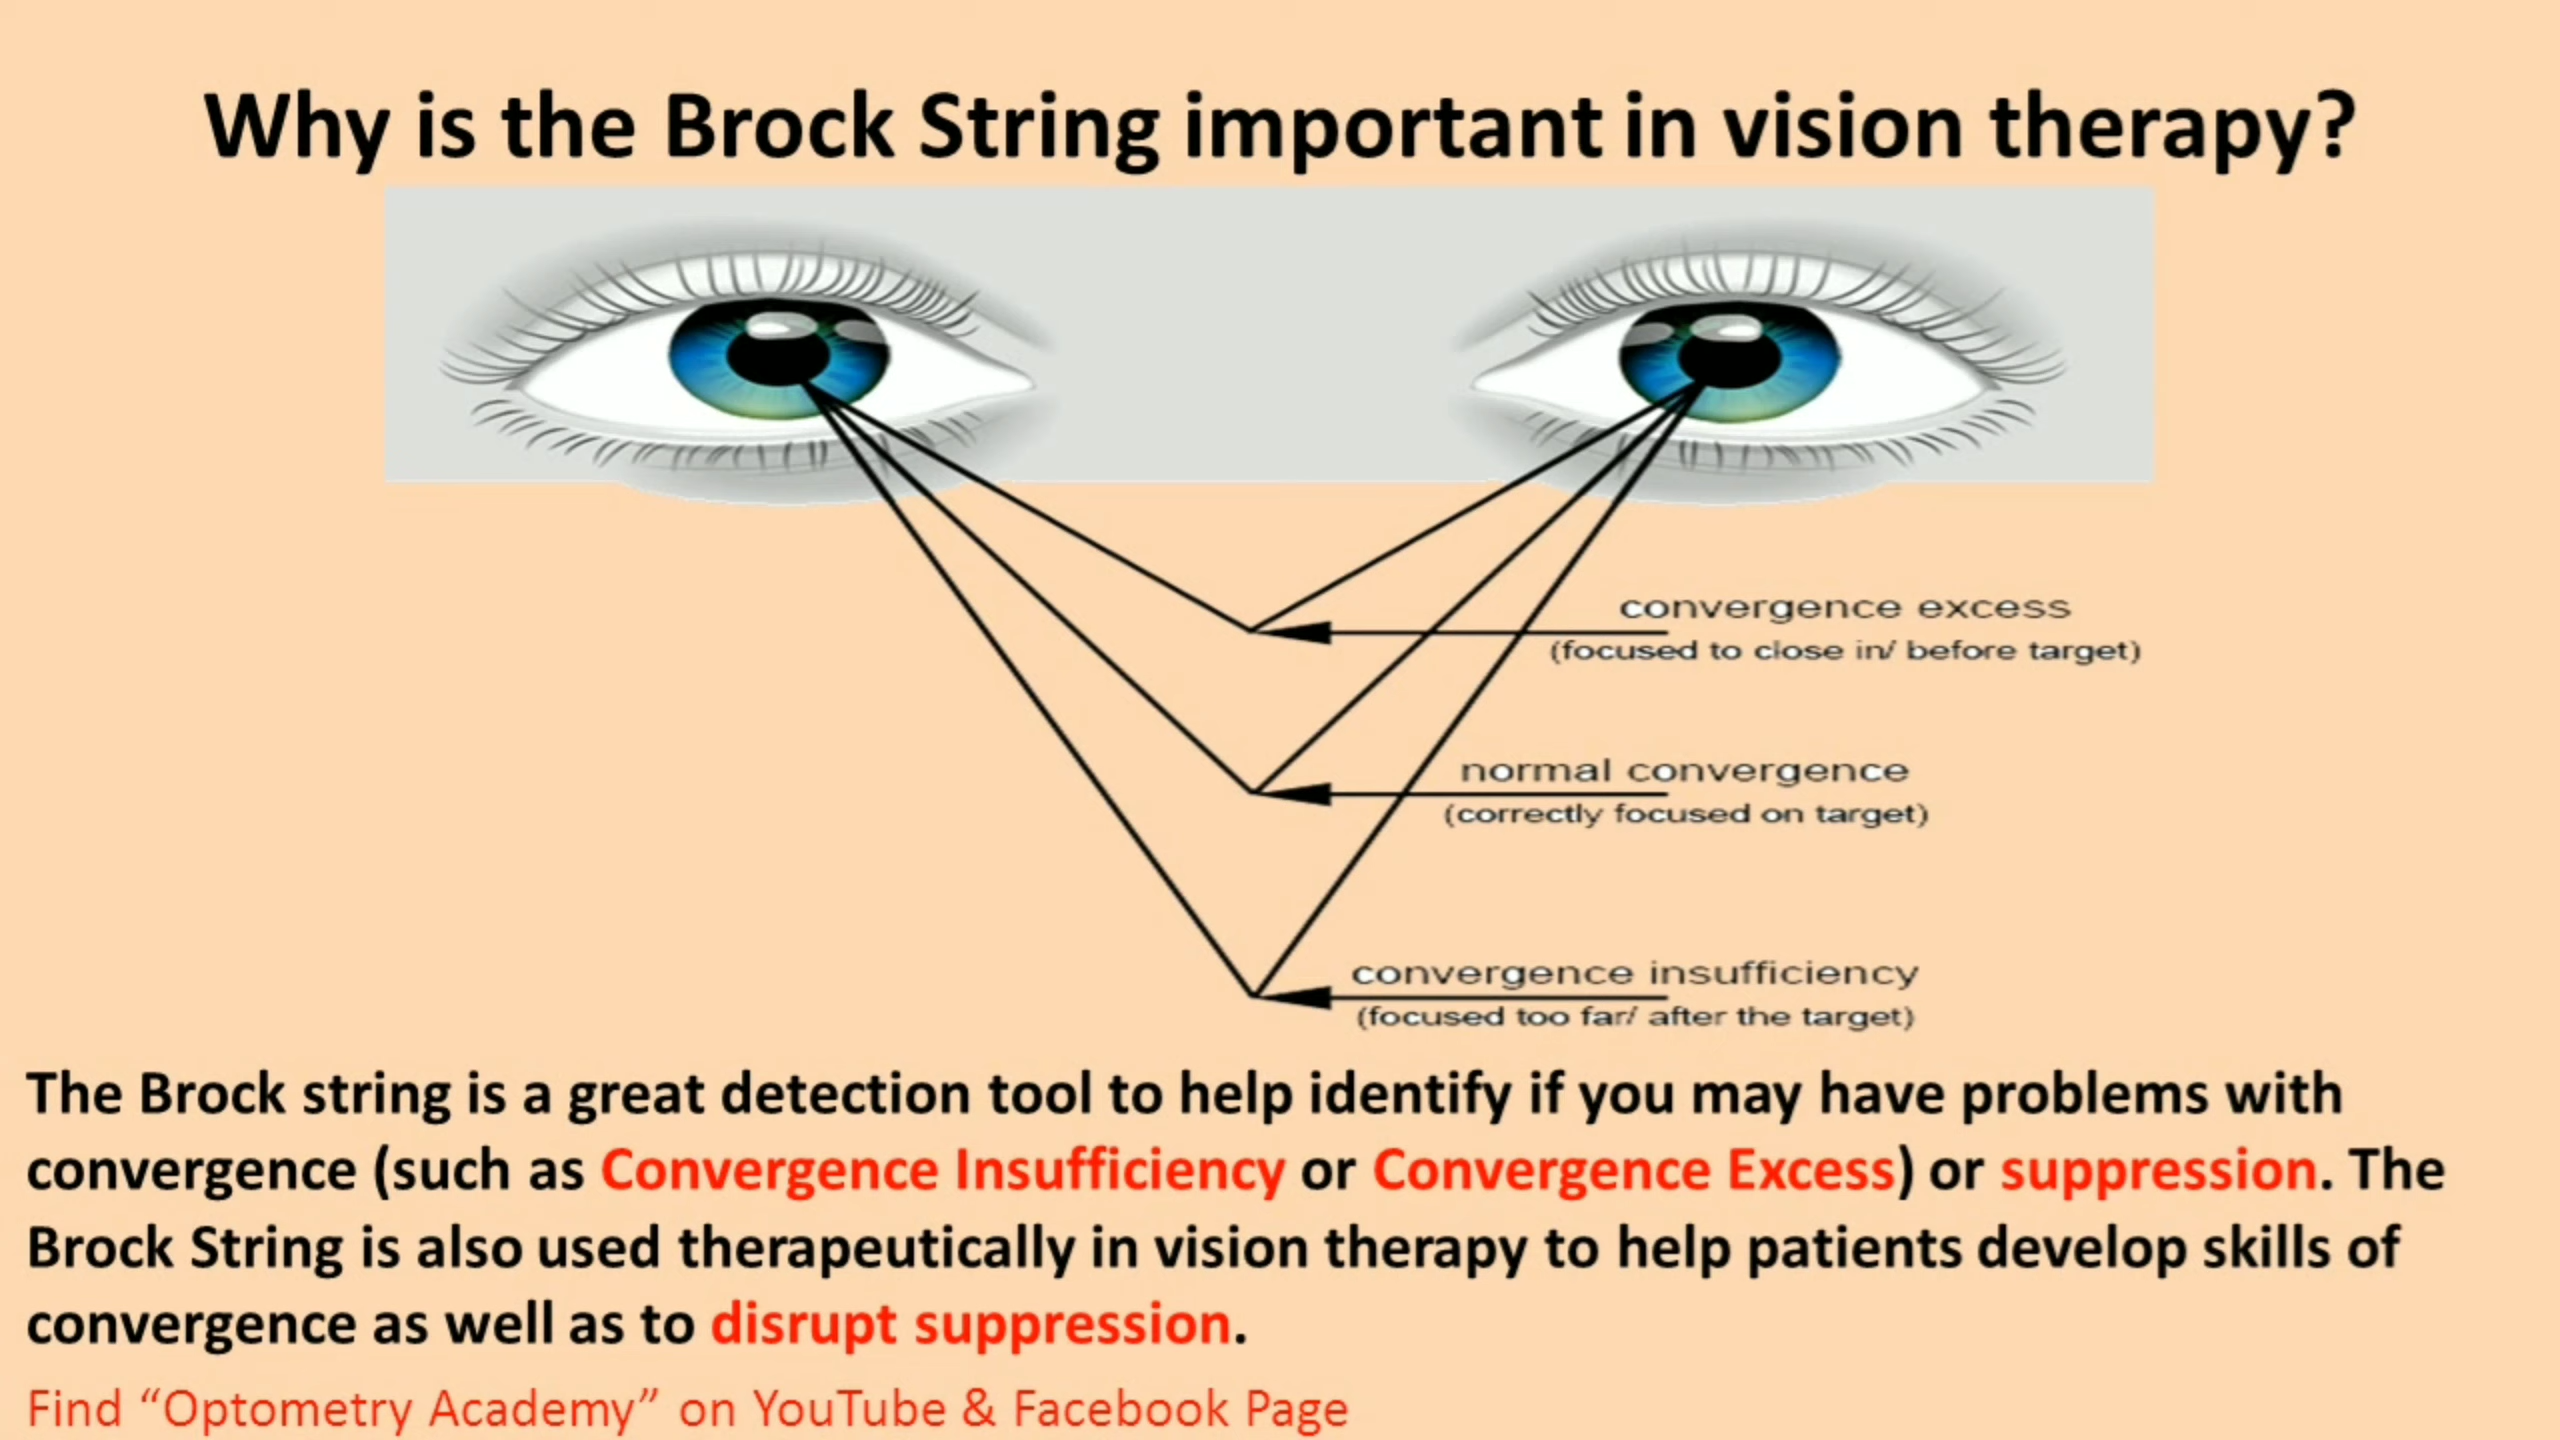 Why is the Brock String important in vision therapy?
convergence excess
(focused to close in/ before target)
normal convergence
(correctly focused on target)
convergence insufficiency
(focused too far/ after the target)
The Brock string is a great detection tool to help identify if you may have problems with
convergence (such as Convergence Insufficiency or Convergence Excess) or suppression. The
Brock String is also used therapeutically in vision therapy to help patients develop skills of
convergence as well as to disrupt suppression.
Find “Optometry Academy” on YouTube & Facebook Page